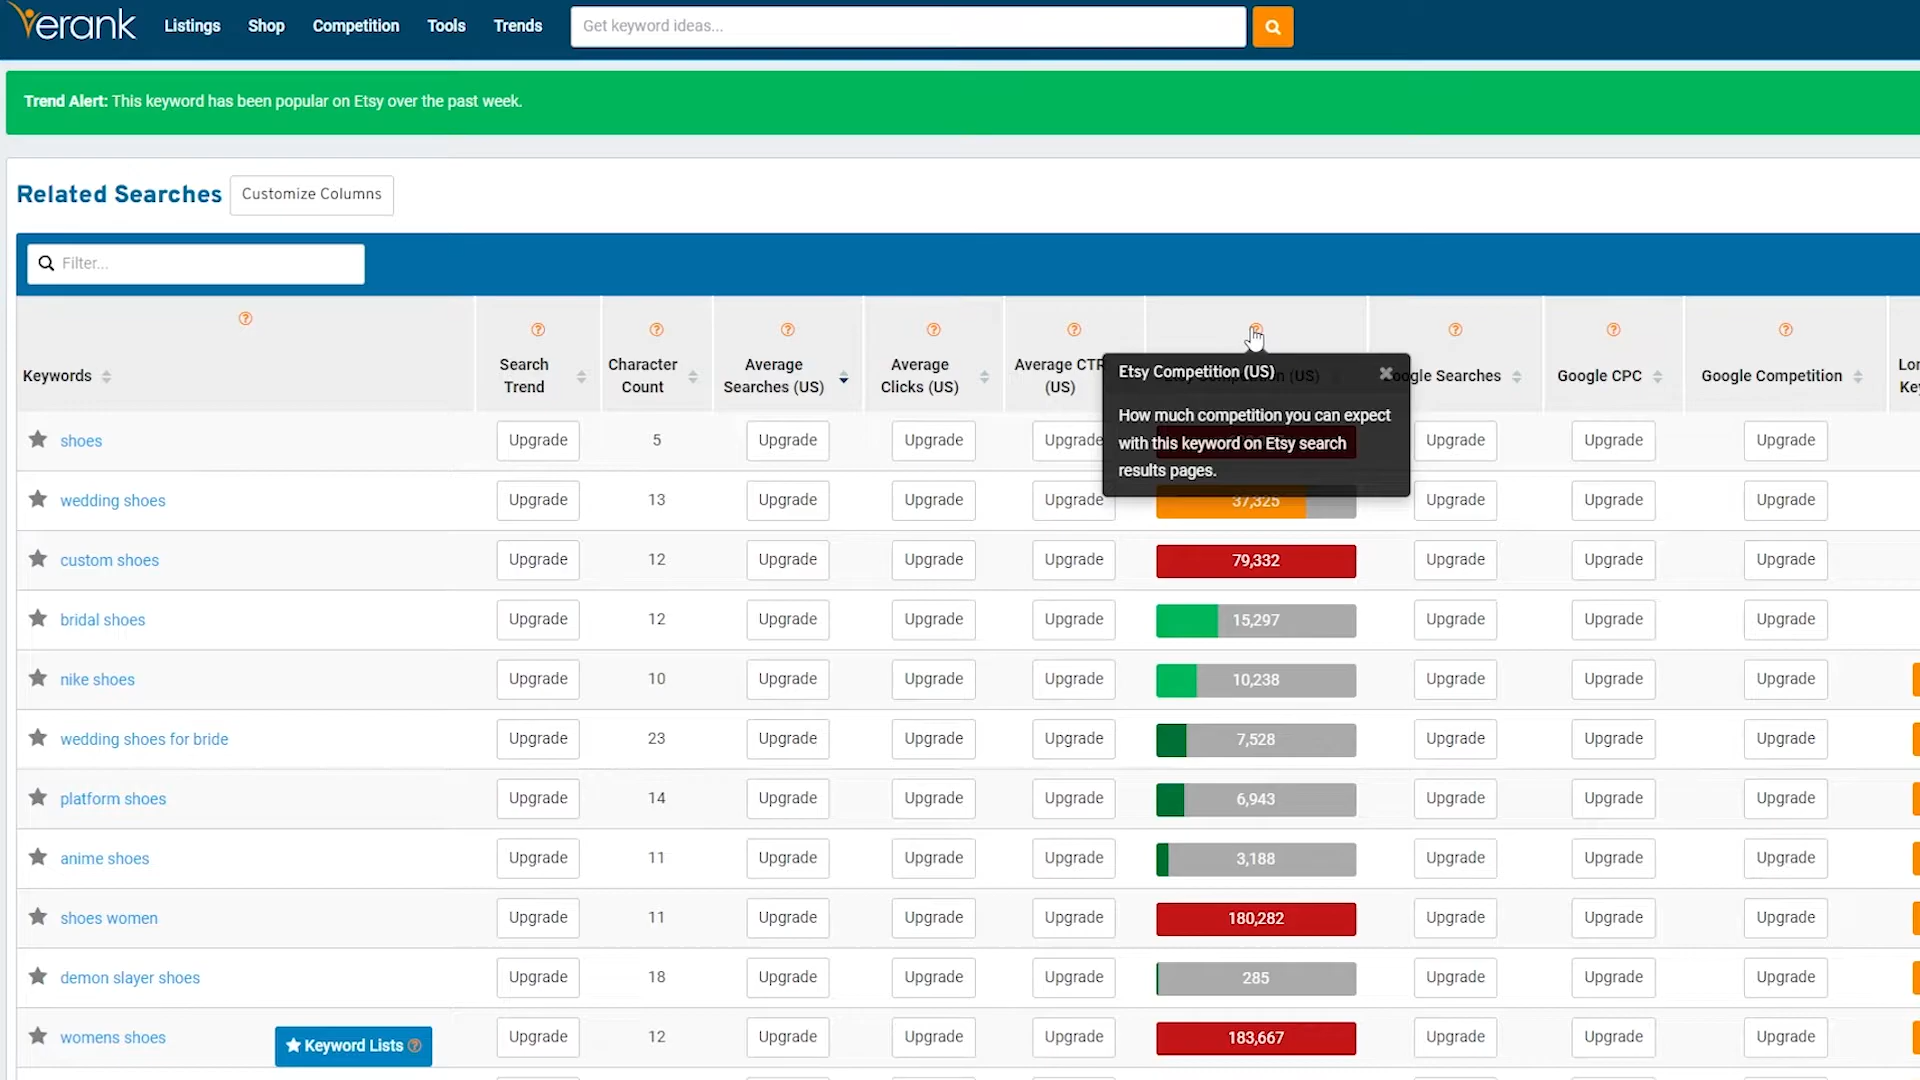 erank Listings Shop Competition Tools Trends Get keyword ideas...
Trend Alert: This keyword has been popular on Etsy over the past week.
Related Searches Customize Columns
Filter...
Keywords Search Trend Character Count Average Searches (US) Average Clicks (US) Average CTR (US) Etsy Competition (US) Google Searches Google CPC Google Competition
Etsy Competition (US)
How much competition you can expect
with this keyword on Etsy search
results pages.
shoes Upgrade 5 Upgrade Upgrade Upgrade Upgrade Upgrade Upgrade
wedding shoes Upgrade 13 Upgrade Upgrade Upgrade 37,325 Upgrade Upgrade Upgrade
custom shoes Upgrade 12 Upgrade Upgrade Upgrade 79,332 Upgrade Upgrade Upgrade
bridal shoes Upgrade 12 Upgrade Upgrade Upgrade 15,297 Upgrade Upgrade Upgrade
nike shoes Upgrade 10 Upgrade Upgrade Upgrade 10,238 Upgrade Upgrade Upgrade
wedding shoes for bride Upgrade 23 Upgrade Upgrade Upgrade 7,528 Upgrade Upgrade Upgrade
platform shoes Upgrade 14 Upgrade Upgrade Upgrade 6,943 Upgrade Upgrade Upgrade
anime shoes Upgrade 11 Upgrade Upgrade Upgrade 3,188 Upgrade Upgrade Upgrade
shoes women Upgrade 11 Upgrade Upgrade Upgrade 180,282 Upgrade Upgrade Upgrade
demon slayer shoes Upgrade 18 Upgrade Upgrade Upgrade 285 Upgrade Upgrade Upgrade
womens shoes Upgrade 12 Upgrade Upgrade Upgrade 183,667 Upgrade Upgrade Upgrade
Keyword Lists